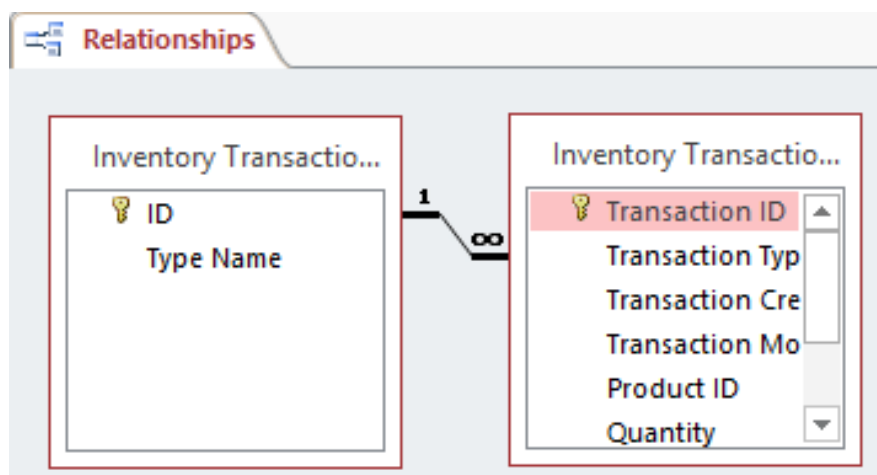 Relationships
Inventory Transactio...
ID
Type Name
1
∞
Inventory Transactio...
Transaction ID
Transaction Typ
Transaction Cre
Transaction Mo
Product ID
Quantity